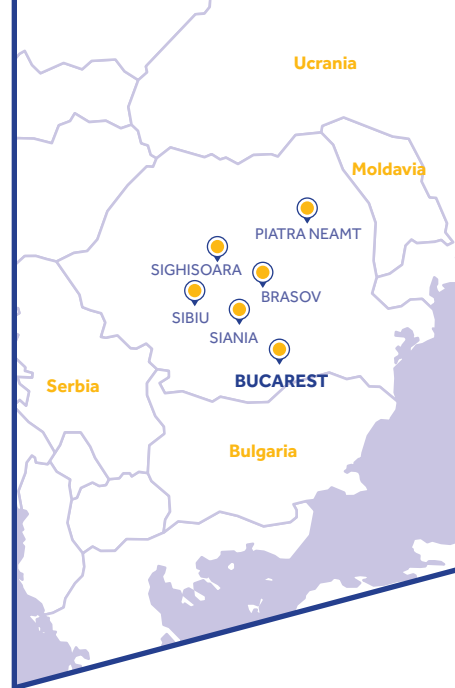 Ucrania
Moldavia
PIATRA NEAMT
SIGHISOARA
BRASOV
SIBIU
SIANIA
BUCAREST
Serbia
Bulgaria